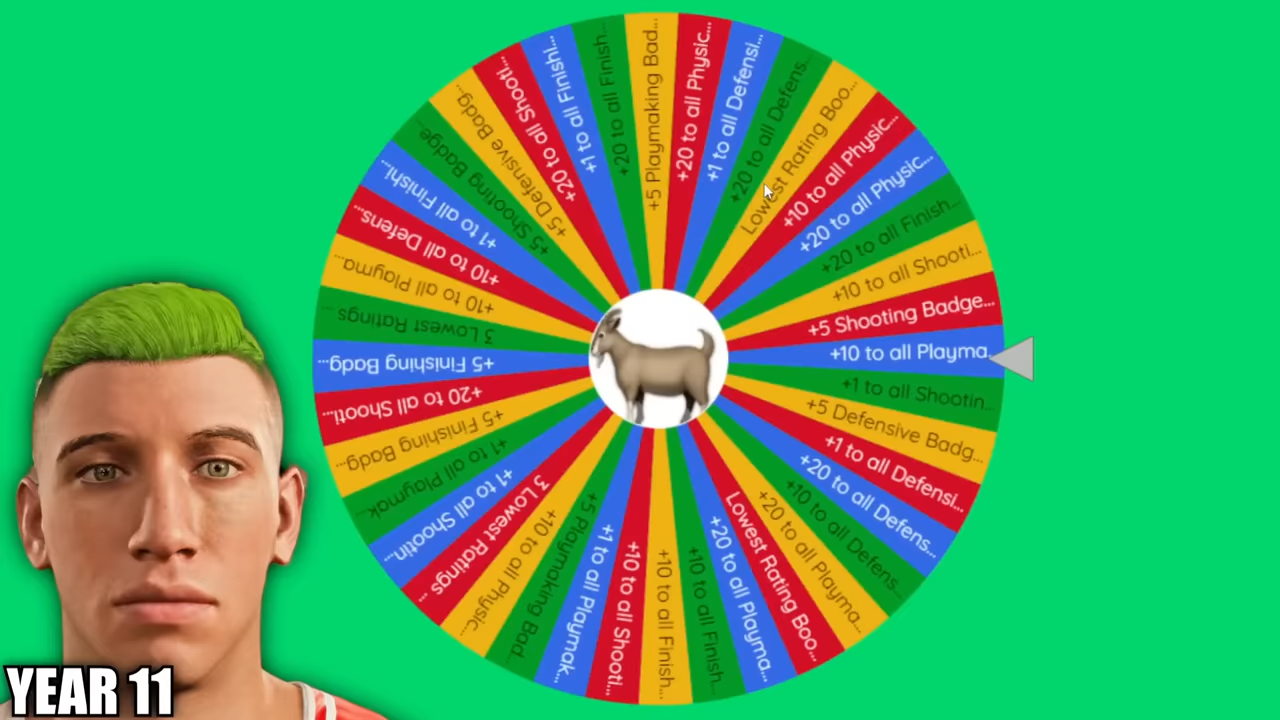 +5 Playmaking Bad...
+20 to all Physic...
+1 to all Defensi...
+20 to all Defens...
Lowest Rating Boo...
+10 to all Physic...
+20 to all Physic...
+20 to all Finish...
+10 to all Shooti...
+5 Shooting Badge...
+10 to all Playma...
+1 to all Shootin...
+5 Defensive Badg...
+1 to all Defensi...
+20 to all Defens...
+10 to all Defens...
+20 to all Playma...
Lowest Rating Boo...
+20 to all Playma...
+10 to all Finish...
+10 to all Finish...
+10 to all Shooti...
+1 to all Playmak...
+5 Playmaking Bad...
+10 to all Physic...
3 Lowest Ratings ...
+1 to all Shootin...
+1 to all Playmak...
+5 Finishing Badg...
+20 to all Shooti...
+5 Finishing Badg...
3 Lowest Ratings ...
+10 to all Playma...
+10 to all Defens...
+1 to all Finishi...
+5 Shooting Badge...
+5 Defensive Badg...
+20 to all Shooti...
+1 to all Finishi...
+20 to all Finish...
YEAR 11